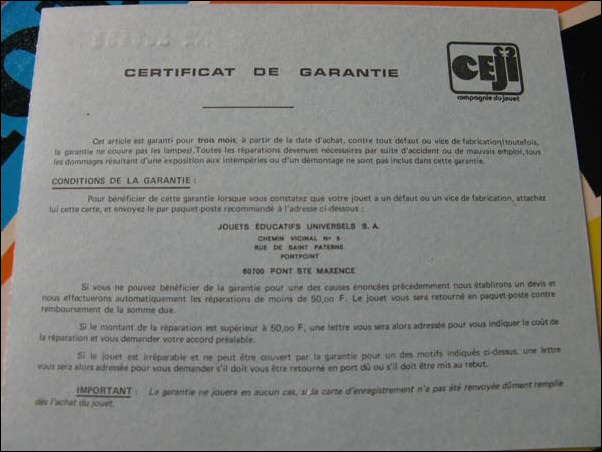 CERTIFICAT DE GARANTIE
CEJI
compagnie du jouet
Cet article est garanti pour trois mois, à partir de la date d'achat, contre tout défaut ou vice de fabrication(toutefois,
la garantie ne couvre pas les lampes).Toutes les réparations devenues nécessaires par suite d'accident ou de mauvais emploi,tous
les dommages résultant d'une exposition aux intempéries ou d'un démontage ne sont pas inclus dans cette garantie.
CONDITIONS DE LA GARANTIE :
Pour bénéficier de cette garantie lorsque vous constatez que votre jouet a un défaut ou un vice de fabrication, attachez
lui cette carte, et envoyez-le par paquet-poste recommandé à l'adresse ci-dessous :
JOUETS ÉDUCATIFS UNIVERSELS S. A.
CHEMIN VICINAL N° 5
RUE DE SAINT PATERNE
PONTPOINT
60700 PONT STE MAXENCE
Si vous ne pouvez bénéficier de la garantie pour une des causes énoncées précédemment nous établirons un devis et
nous effectuerons automatiquement les réparations de moins de 50,oo F. Le jouet vous sera retourné en paquet-poste contre
remboursement de la somme due.
Si le montant de la réparation est supérieur à 50,oo F, une lettre vous sera alors adressée pour vous indiquer le coût de
la réparation et vous demander votre accord préalable.
Si le jouet est irréparable et ne peut être couvert par la garantie pour un des motifs indiqués ci-dessus, une lettre
vous sera alors adressée pour vous demander s'il doit vous être retourné en port dû ou s'il doit être mis au rebut.
IMPORTANT : La garantie ne jouera en aucun cas, si la carte d'enregistrement n'a pas été renvoyée dûment remplie
dès l'achat du jouet.